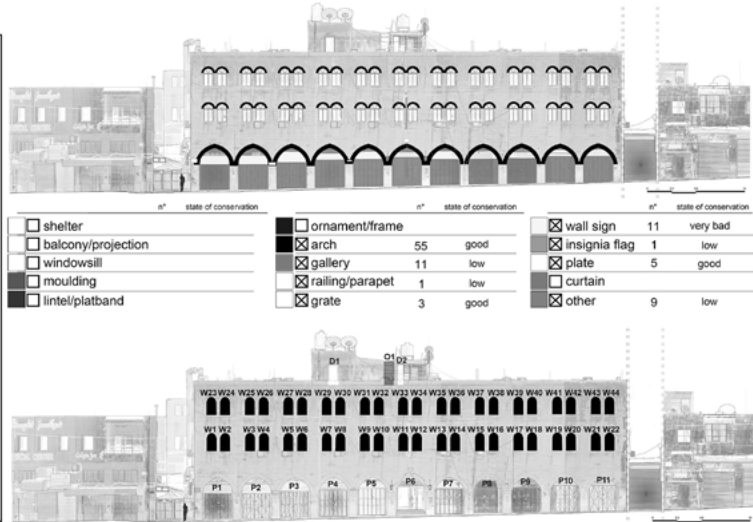 n° state of conservation
shelter
balcony/projection
windowsill
moulding
lintel/platband
n° state of conservation
ornament/frame
arch 55 good
gallery 11 low
railing/parapet 1 low
grate 3 good
n° state of conservation
wall sign 11 very bad
insignia flag 1 low
plate 5 good
curtain
other 9 low
D1 O1 D2
W23 W24 W25 W26 W27 W28 W29 W30 W31 W32 W33 W34 W35 W36 W37 W38 W39 W40 W41 W42 W43 W44
W1 W2 W3 W4 W5 W6 W7 W8 W9 W10 W11 W12 W13 W14 W15 W16 W17 W18 W19 W20 W21 W22
P1 P2 P3 P4 P5 P6 P7 P8 P9 P10 P11